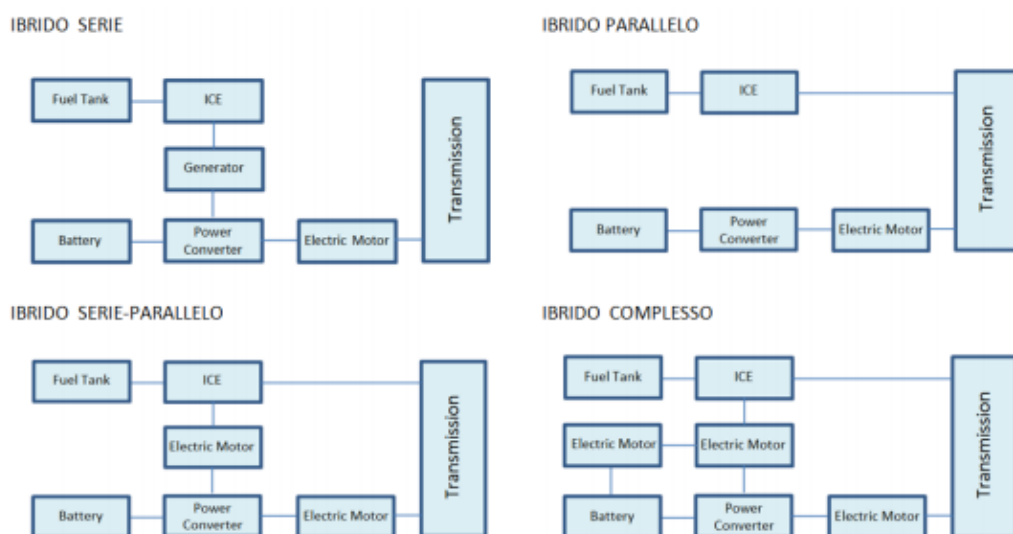 IBRIDO SERIE
Fuel Tank
ICE
Generator
Battery
Power
Converter
Electric Motor
Transmission
IBRIDO PARALLELO
Fuel Tank
ICE
Battery
Power
Converter
Electric Motor
Transmission
IBRIDO SERIE-PARALLELO
Fuel Tank
ICE
Electric Motor
Battery
Power
Converter
Electric Motor
Transmission
IBRIDO COMPLESSO
Fuel Tank
ICE
Electric Motor
Electric Motor
Battery
Power
Converter
Electric Motor
Transmission